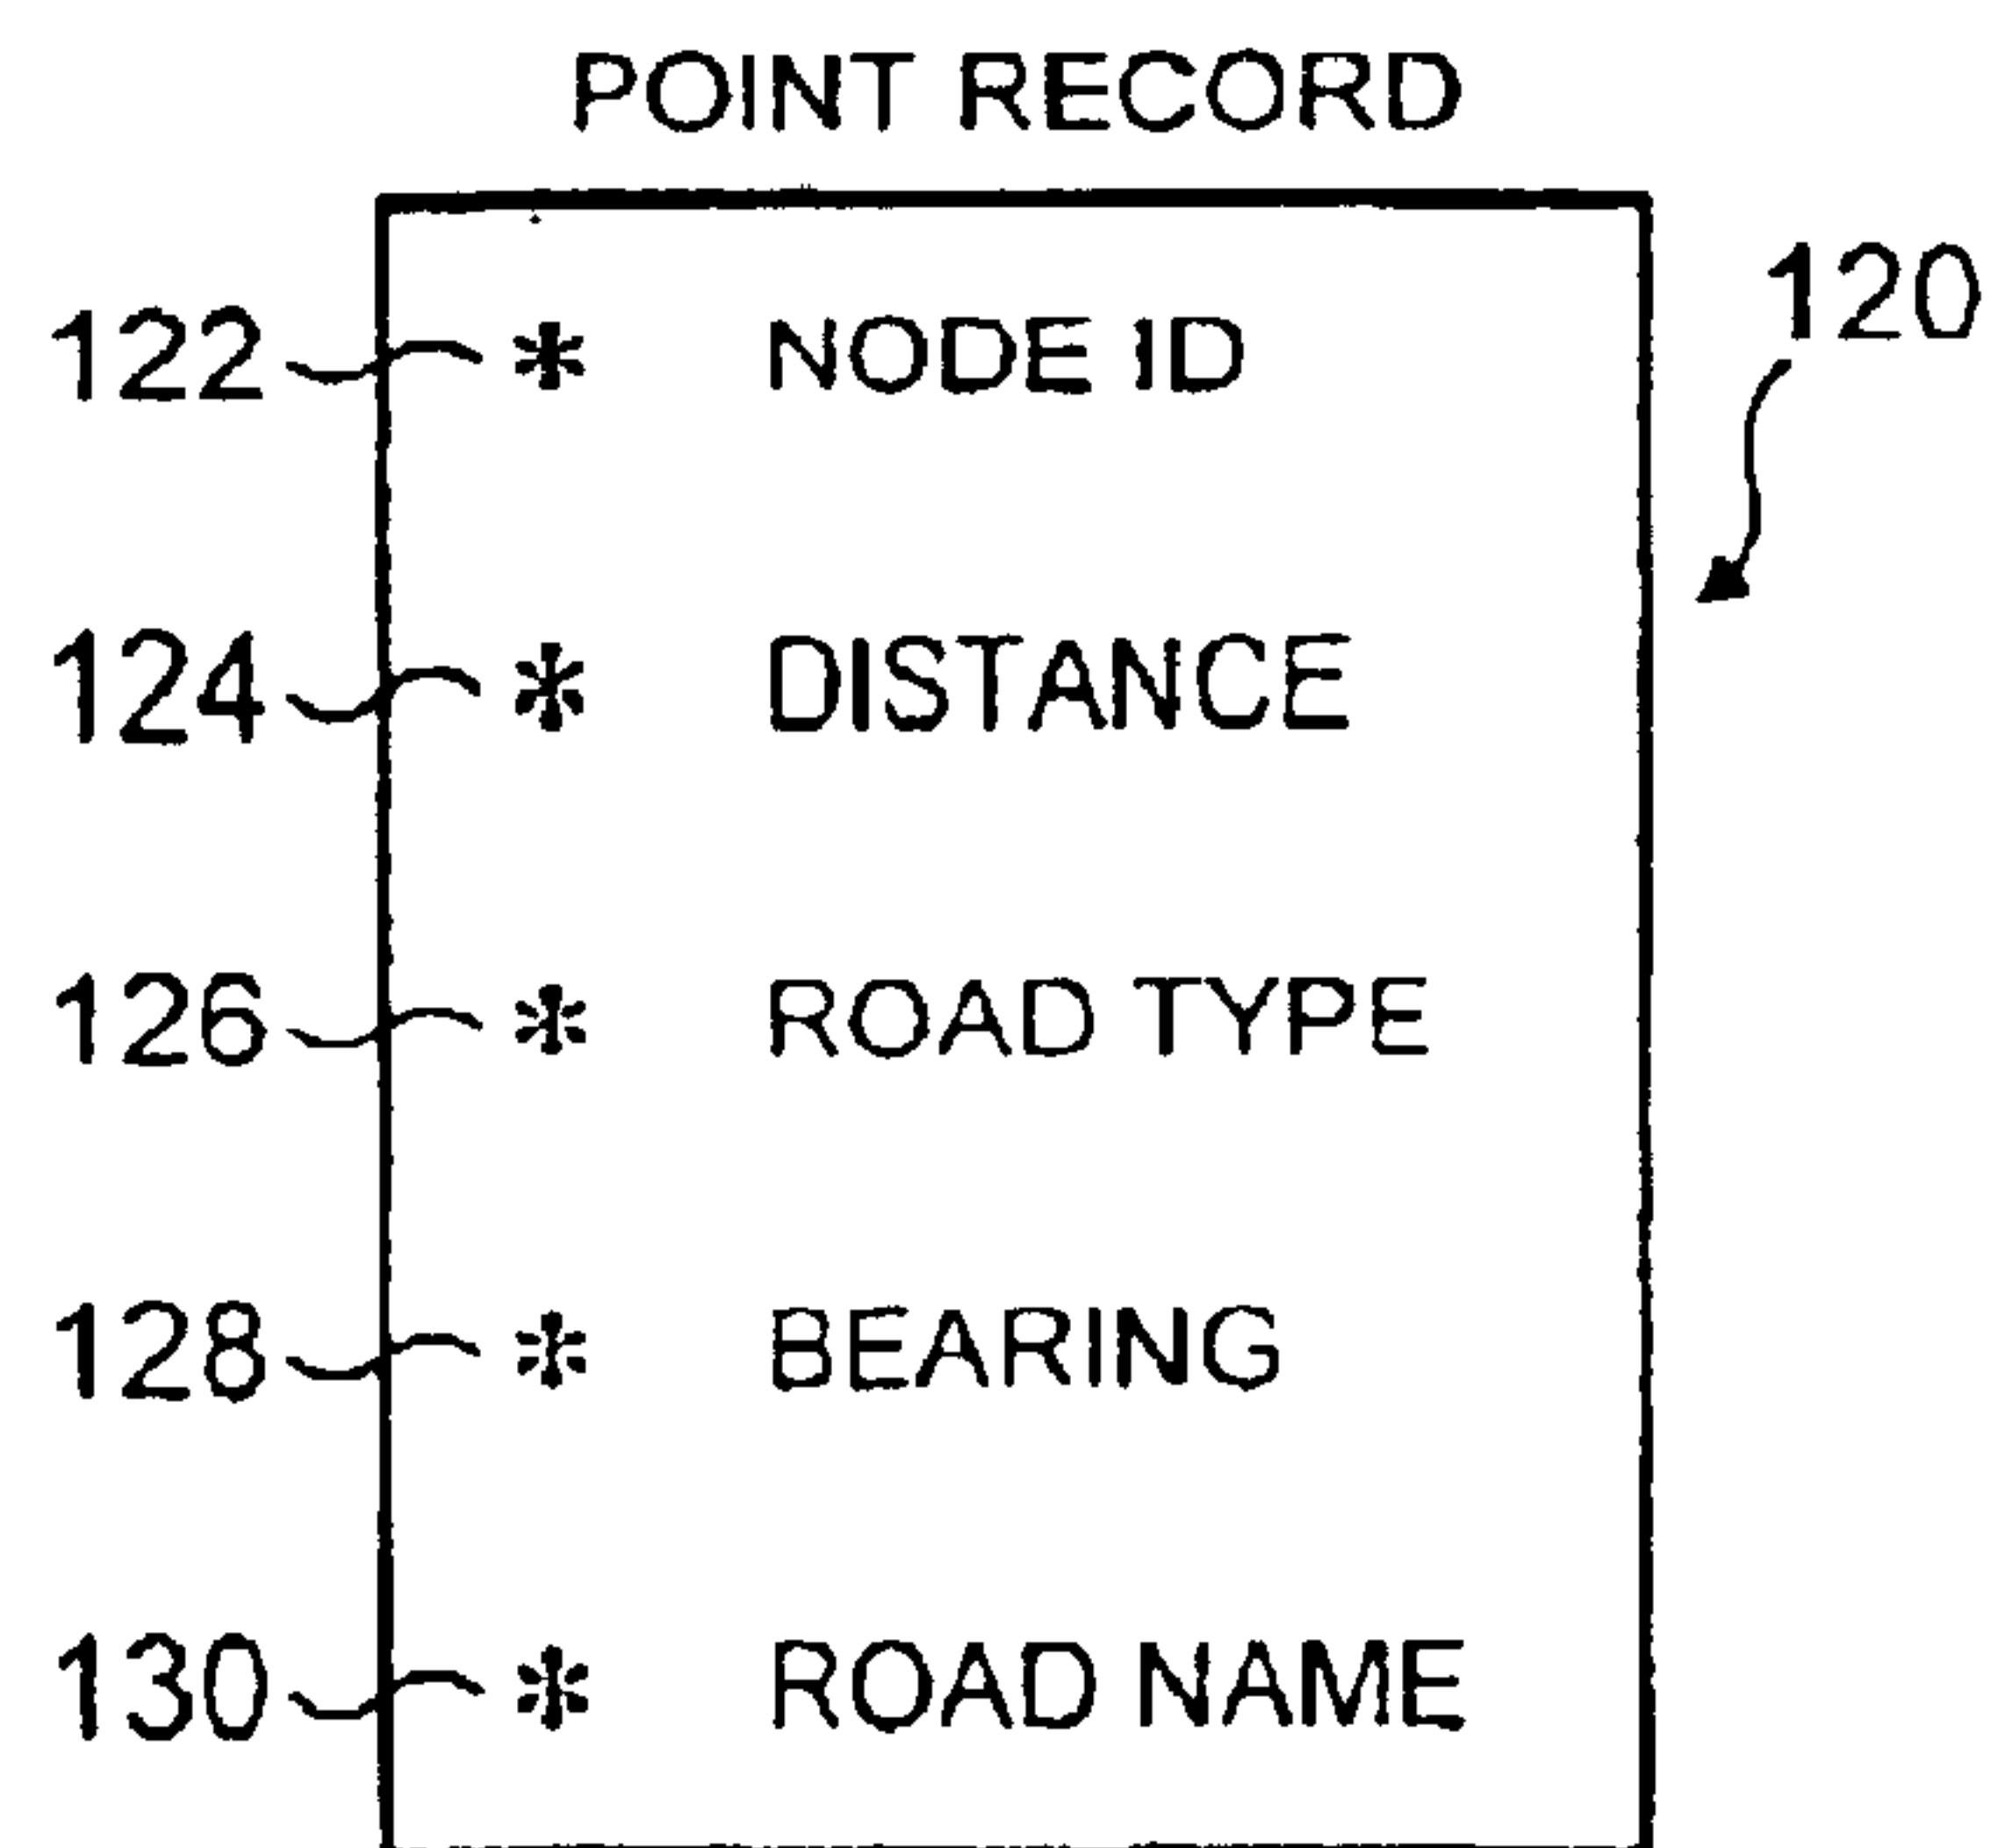 POINT RECORD
120
122 * NODE ID
124 * DISTANCE
126 * ROAD TYPE
128 * BEARING
130 * ROAD NAME